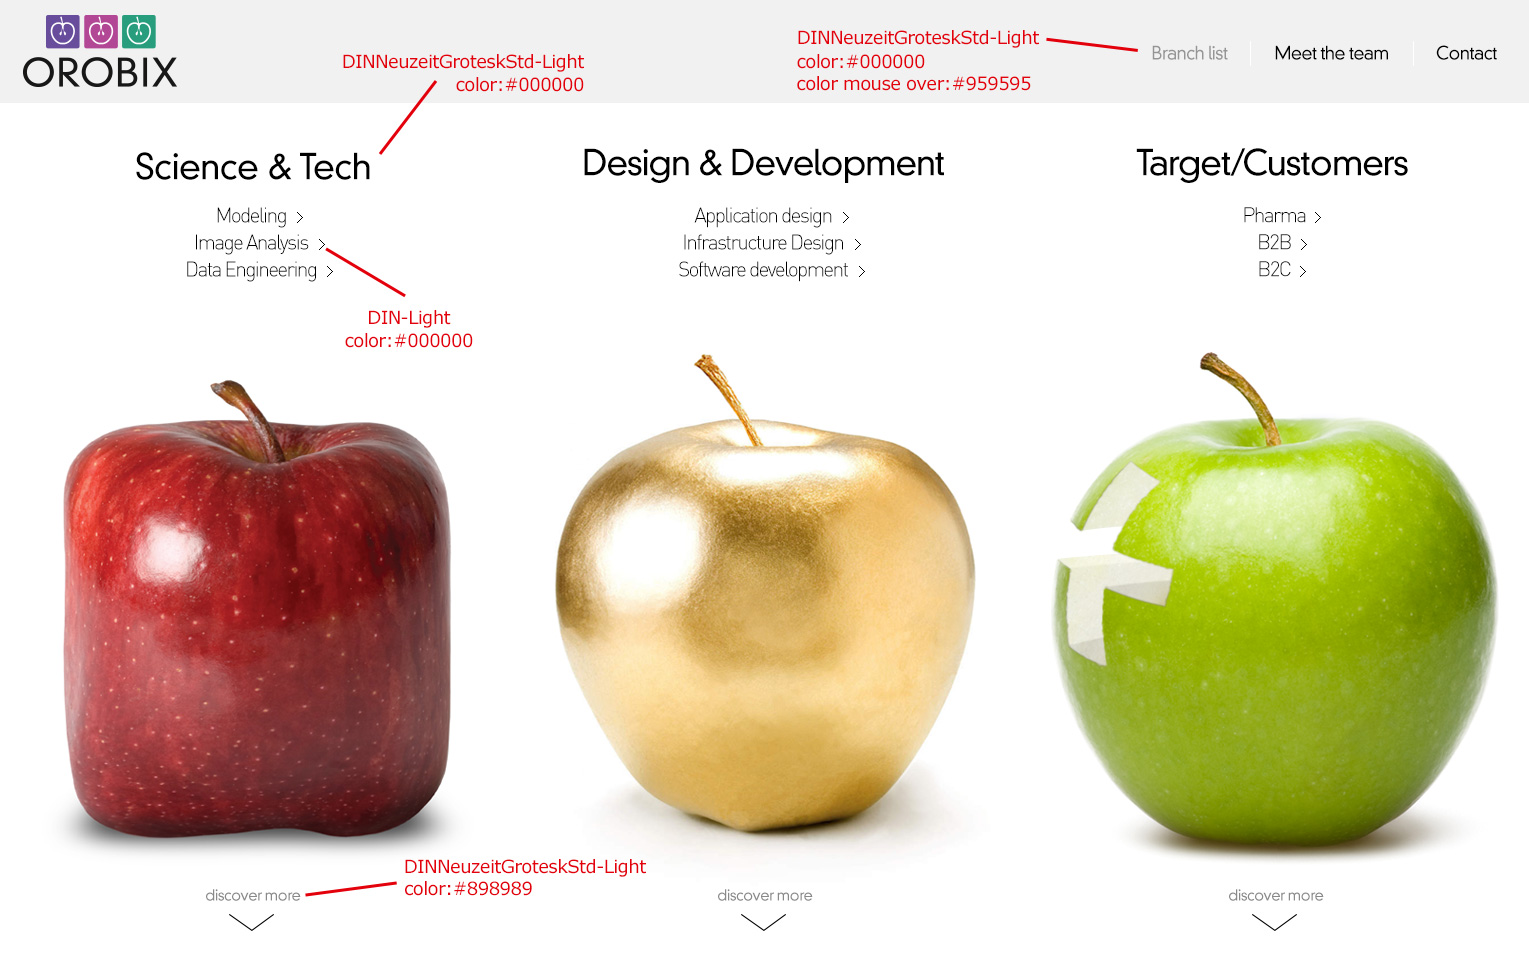 OROBIX
DINNeuzeitGroteskStd-Light
color:#000000
DINNeuzeitGroteskStd-Light
color:#000000
color mouse over:#959595
Branch list
Meet the team
Contact
Science & Tech
Modeling >
Image Analysis >
Data Engineering >
DIN-Light
color:#000000
Design & Development
Application design >
Infrastructure Design >
Software development >
Target/Customers
Pharma >
B2B >
B2C >
DINNeuzeitGroteskStd-Light
color:#898989
discover more
discover more
discover more